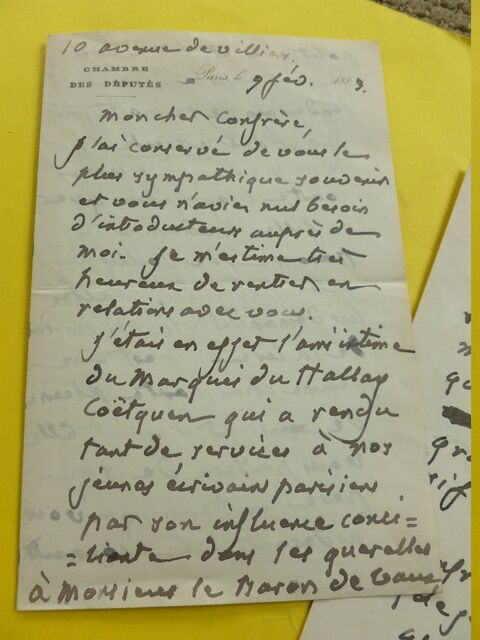 10 avenue de villiers.
CHAMBRE
DES DÉPUTÉS
Paris, le 9 fév. 1883.
Mon cher Confrère,
J'ai conservé de vous le
plus sympathique souvenir
et vous n'aviez nul besoin
d'introducteurs auprès de
moi. Je m'estime très
heureux de rentrer en
relations avec vous.
J'étais en effet l'ami intime
du Marquis du Hallay
Coëtquen qui a rendu
tant de services à nos
jeunes écrivains parisiens
par son influence conci=
=liante dans les querelles
à Monsieur le Baron de Vaux